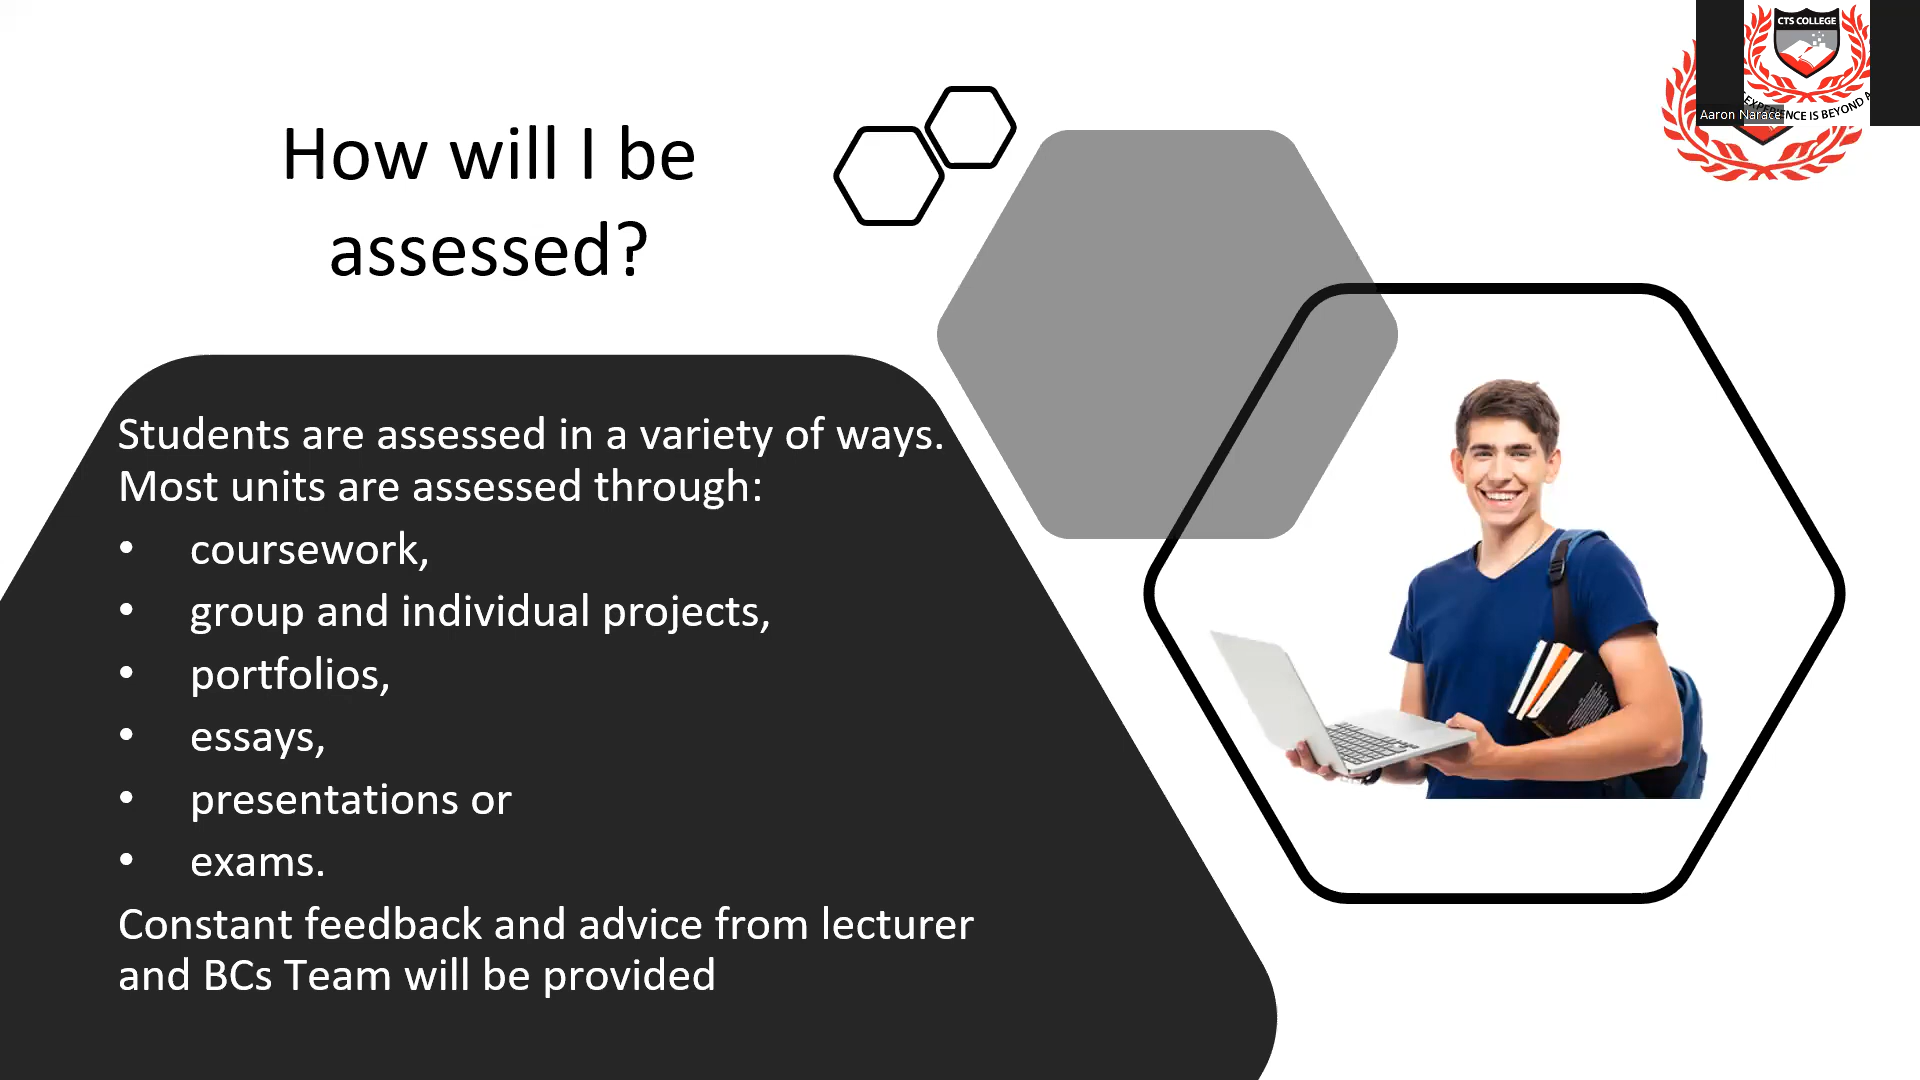 CTS COLLEGE
EXPERIENCE IS BEYOND A
Aaron Narace
How will I be
assessed?
Students are assessed in a variety of ways.
Most units are assessed through:
• coursework,
• group and individual projects,
• portfolios,
• essays,
• presentations or
• exams.
Constant feedback and advice from lecturer
and BCs Team will be provided